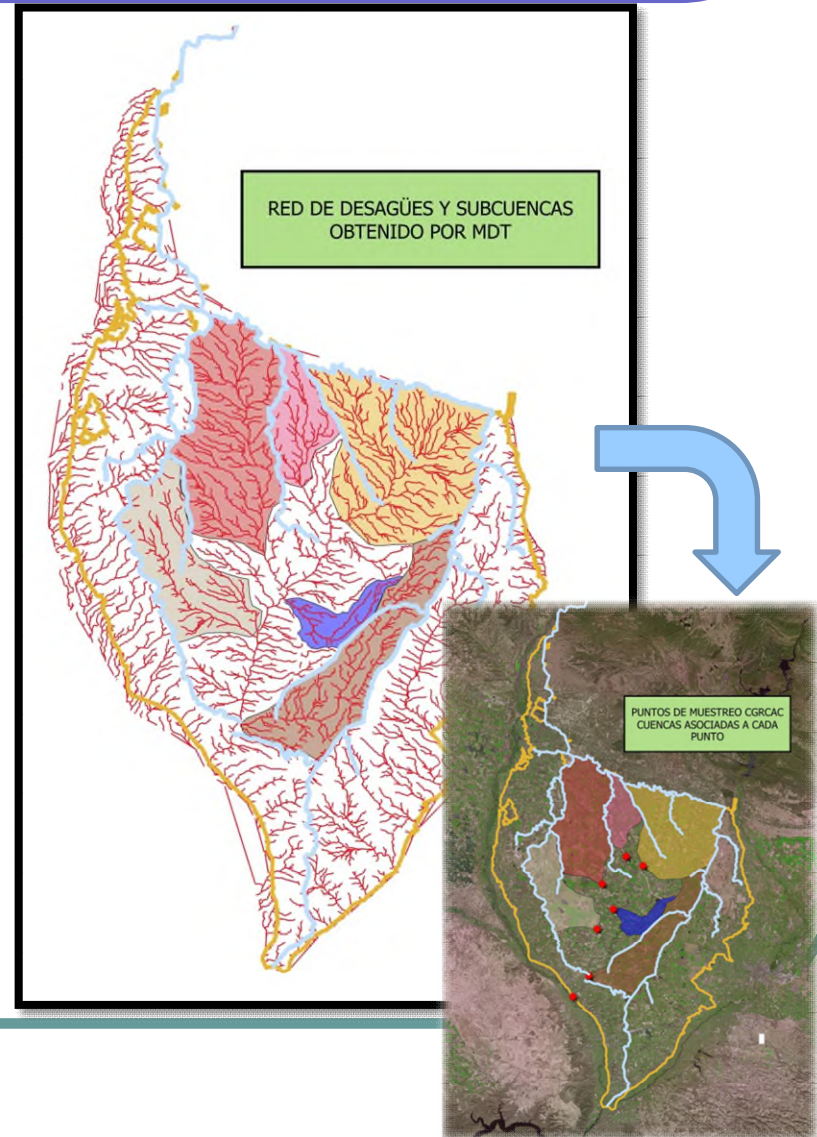 RED DE DESAGÜES Y SUBCUENCAS
OBTENIDO POR MDT
PUNTOS DE MUESTREO CGRCAC
CUENCAS ASOCIADAS A CADA
PUNTO